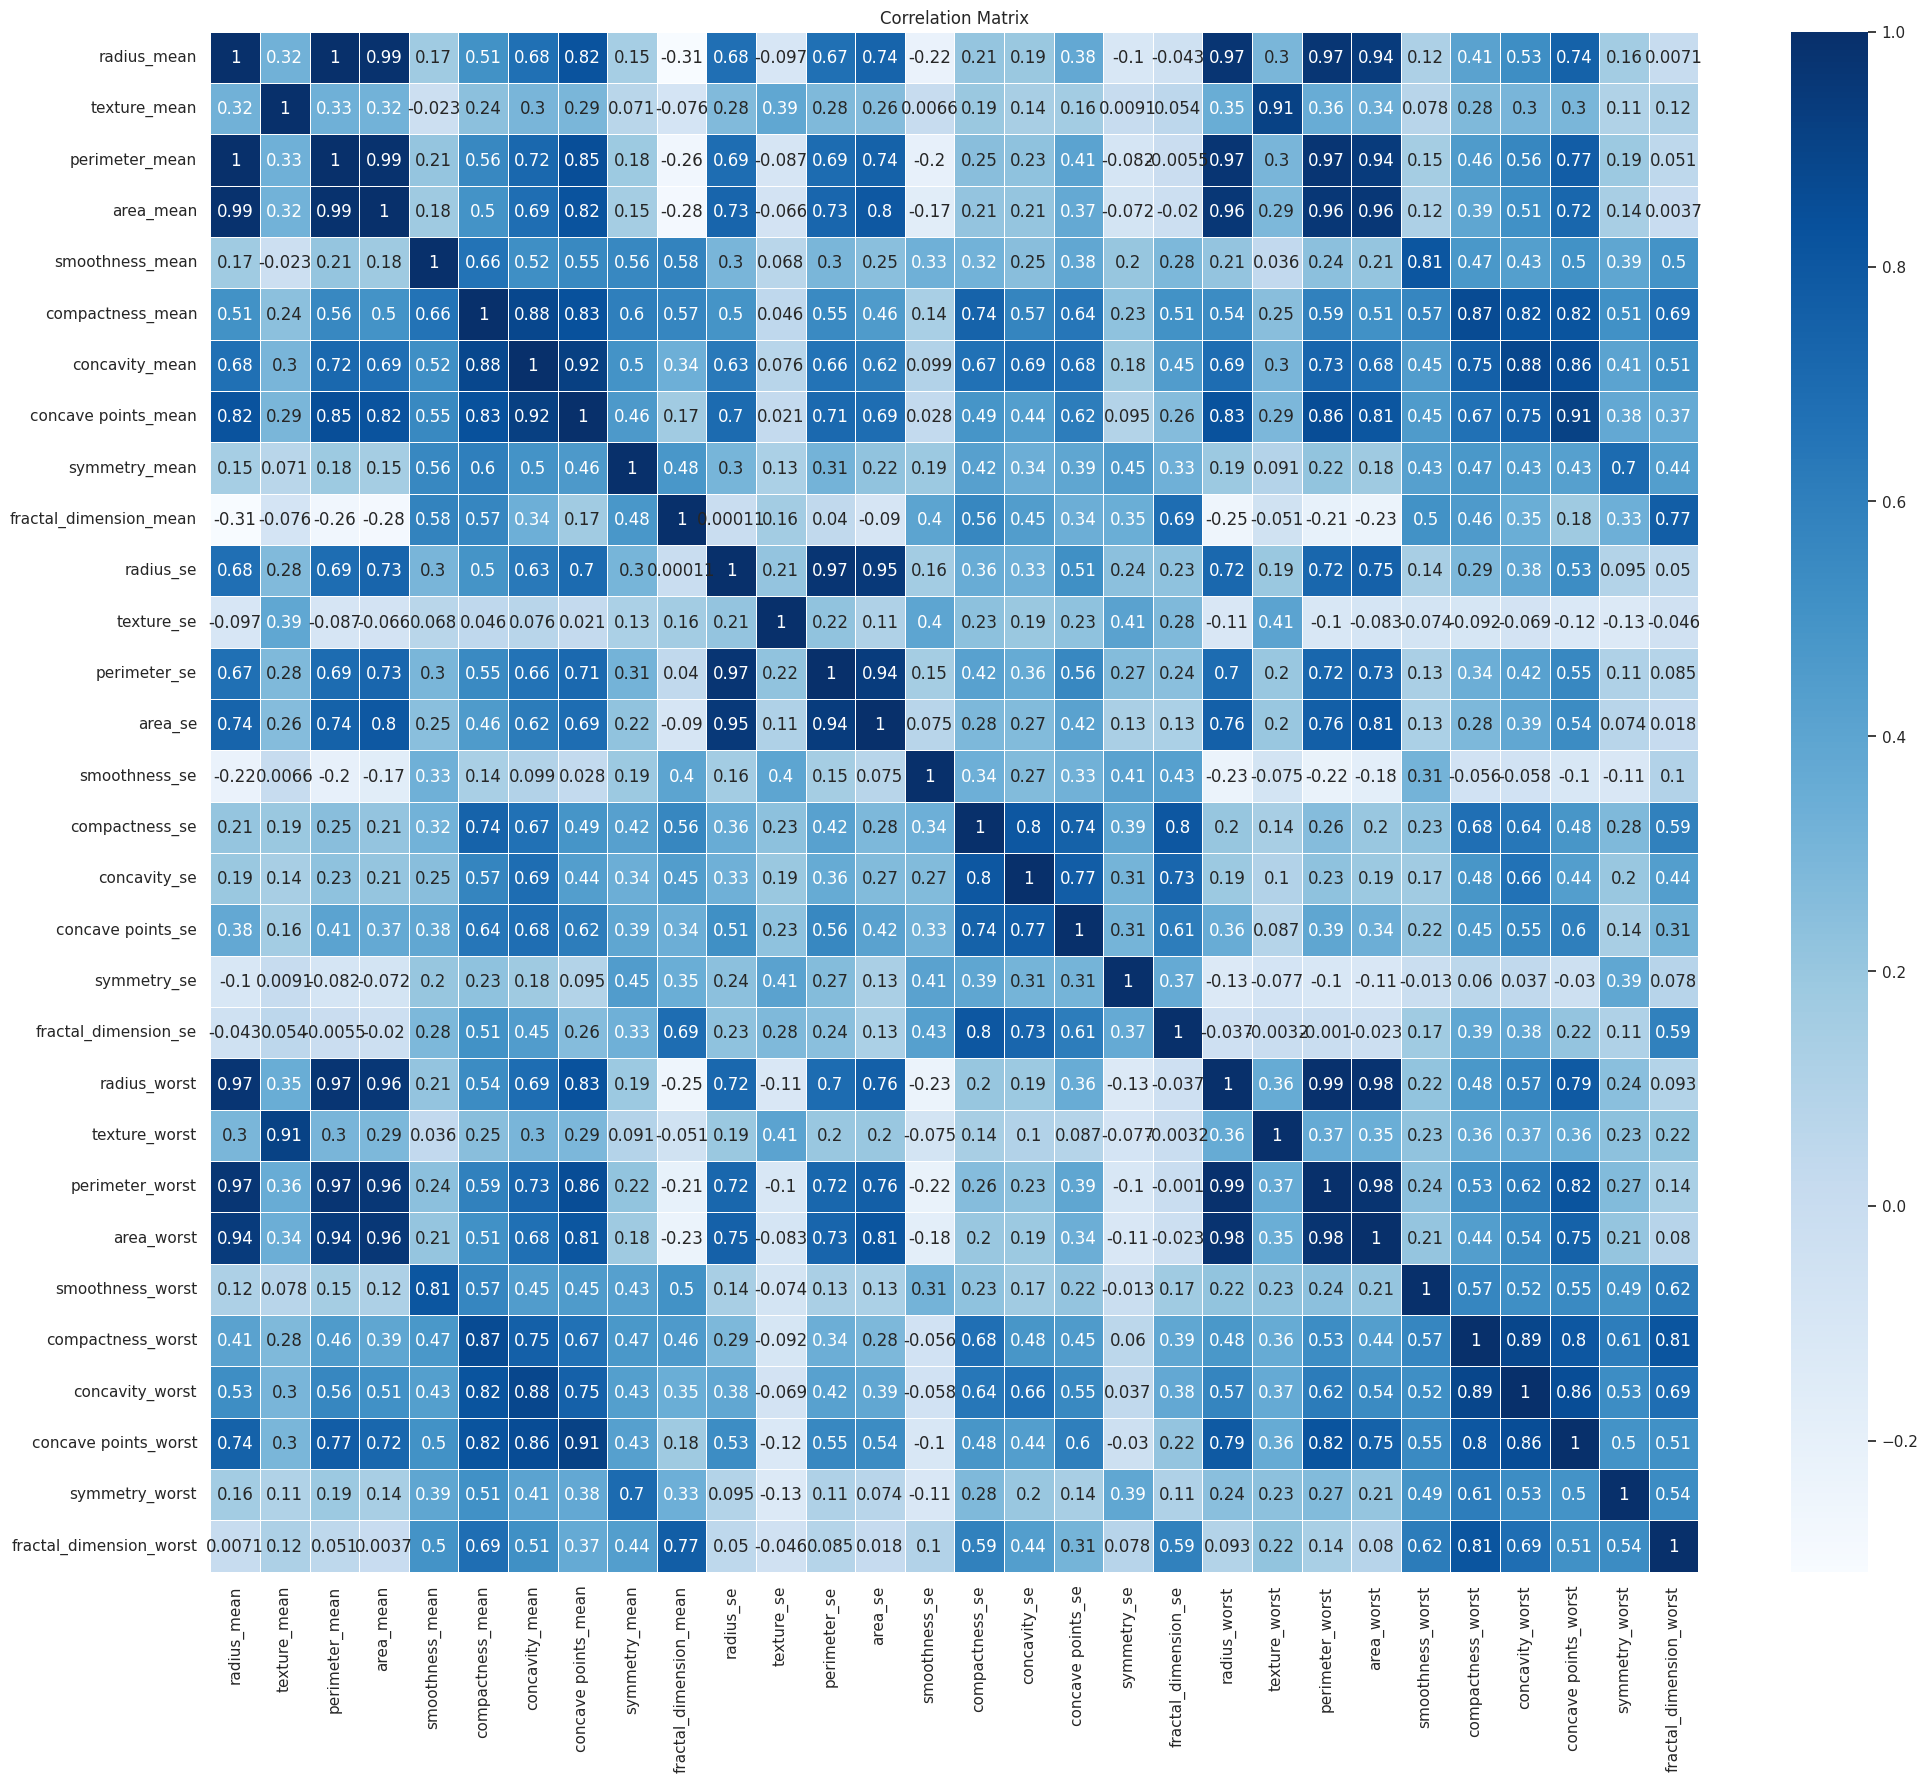 Correlation Matrix
radius_mean 1 0.32 1 0.99 0.17 0.51 0.68 0.82 0.15 -0.31 0.68 -0.097 0.67 0.74 -0.22 0.21 0.19 0.38 -0.1 -0.043 0.97 0.3 0.97 0.94 0.12 0.41 0.53 0.74 0.16 0.0071
texture_mean 0.32 1 0.33 0.32 -0.023 0.24 0.3 0.29 0.071 -0.076 0.28 0.39 0.28 0.26 0.0066 0.19 0.14 0.16 0.0091 0.054 0.35 0.91 0.36 0.34 0.078 0.28 0.3 0.3 0.11 0.12
perimeter_mean 1 0.33 1 0.99 0.21 0.56 0.72 0.85 0.18 -0.26 0.69 -0.087 0.69 0.74 -0.2 0.25 0.23 0.41 -0.082 -0.0055 0.97 0.3 0.97 0.94 0.15 0.46 0.56 0.77 0.19 0.051
area_mean 0.99 0.32 0.99 1 0.18 0.5 0.69 0.82 0.15 -0.28 0.73 -0.066 0.73 0.8 -0.17 0.21 0.21 0.37 -0.072 -0.02 0.96 0.29 0.96 0.96 0.12 0.39 0.51 0.72 0.14 0.0037
smoothness_mean 0.17 -0.023 0.21 0.18 1 0.66 0.52 0.55 0.56 0.58 0.3 0.068 0.3 0.25 0.33 0.32 0.25 0.38 0.2 0.28 0.21 0.036 0.24 0.21 0.81 0.47 0.43 0.5 0.39 0.5
compactness_mean 0.51 0.24 0.56 0.5 0.66 1 0.88 0.83 0.6 0.57 0.5 0.046 0.55 0.46 0.14 0.74 0.57 0.64 0.23 0.51 0.54 0.25 0.59 0.51 0.57 0.87 0.82 0.82 0.51 0.69
concavity_mean 0.68 0.3 0.72 0.69 0.52 0.88 1 0.92 0.5 0.34 0.63 0.076 0.66 0.62 0.099 0.67 0.69 0.68 0.18 0.45 0.69 0.3 0.73 0.68 0.45 0.75 0.88 0.86 0.41 0.51
concave points_mean 0.82 0.29 0.85 0.82 0.55 0.83 0.92 1 0.46 0.17 0.7 0.021 0.71 0.69 0.028 0.49 0.44 0.62 0.095 0.26 0.83 0.29 0.86 0.81 0.45 0.67 0.75 0.91 0.38 0.37
symmetry_mean 0.15 0.071 0.18 0.15 0.56 0.6 0.5 0.46 1 0.48 0.3 0.13 0.31 0.22 0.19 0.42 0.34 0.39 0.45 0.33 0.19 0.091 0.22 0.18 0.43 0.47 0.43 0.43 0.7 0.44
fractal_dimension_mean -0.31 -0.076 -0.26 -0.28 0.58 0.57 0.34 0.17 0.48 1 0.00011 0.16 0.04 -0.09 0.4 0.56 0.45 0.34 0.35 0.69 -0.25 -0.051 -0.21 -0.23 0.5 0.46 0.35 0.18 0.33 0.77
radius_se 0.68 0.28 0.69 0.73 0.3 0.5 0.63 0.7 0.3 0.00011 1 0.21 0.97 0.95 0.16 0.36 0.33 0.51 0.24 0.23 0.72 0.19 0.72 0.75 0.14 0.29 0.38 0.53 0.095 0.05
texture_se -0.097 0.39 -0.087 -0.066 0.068 0.046 0.076 0.021 0.13 0.16 0.21 1 0.22 0.11 0.4 0.23 0.19 0.23 0.41 0.28 -0.11 0.41 -0.1 -0.083 -0.074 -0.092 -0.069 -0.12 -0.13 -0.046
perimeter_se 0.67 0.28 0.69 0.73 0.3 0.55 0.66 0.71 0.31 0.04 0.97 0.22 1 0.94 0.15 0.42 0.36 0.56 0.27 0.24 0.7 0.2 0.72 0.73 0.13 0.34 0.42 0.55 0.11 0.085
area_se 0.74 0.26 0.74 0.8 0.25 0.46 0.62 0.69 0.22 -0.09 0.95 0.11 0.94 1 0.075 0.28 0.27 0.42 0.13 0.13 0.76 0.2 0.76 0.81 0.13 0.28 0.39 0.54 0.074 0.018
smoothness_se -0.22 0.0066 -0.2 -0.17 0.33 0.14 0.099 0.028 0.19 0.4 0.16 0.4 0.15 0.075 1 0.34 0.27 0.33 0.41 0.43 -0.23 -0.075 -0.22 -0.18 0.31 -0.056 -0.058 -0.1 -0.11 0.1
compactness_se 0.21 0.19 0.25 0.21 0.32 0.74 0.67 0.49 0.42 0.56 0.36 0.23 0.42 0.28 0.34 1 0.8 0.74 0.39 0.8 0.2 0.14 0.26 0.2 0.23 0.68 0.64 0.48 0.28 0.59
concavity_se 0.19 0.14 0.23 0.21 0.25 0.57 0.69 0.44 0.34 0.45 0.33 0.19 0.36 0.27 0.27 0.8 1 0.77 0.31 0.73 0.19 0.1 0.23 0.19 0.17 0.48 0.66 0.44 0.2 0.44
concave points_se 0.38 0.16 0.41 0.37 0.38 0.64 0.68 0.62 0.39 0.34 0.51 0.23 0.56 0.42 0.33 0.74 0.77 1 0.31 0.61 0.36 0.087 0.39 0.34 0.22 0.45 0.55 0.6 0.14 0.31
symmetry_se -0.1 0.0091 -0.082 -0.072 0.2 0.23 0.18 0.095 0.45 0.35 0.24 0.41 0.27 0.13 0.41 0.39 0.31 0.31 1 0.37 -0.13 -0.077 -0.1 -0.11 -0.013 0.06 0.037 -0.03 0.39 0.078
fractal_dimension_se -0.043 0.054 -0.0055 -0.02 0.28 0.51 0.45 0.26 0.33 0.69 0.23 0.28 0.24 0.13 0.43 0.8 0.73 0.61 0.37 1 -0.037 -0.0032 -0.001 -0.023 0.17 0.39 0.38 0.22 0.11 0.59
radius_worst 0.97 0.35 0.97 0.96 0.21 0.54 0.69 0.83 0.19 -0.25 0.72 -0.11 0.7 0.76 -0.23 0.2 0.19 0.36 -0.13 -0.037 1 0.36 0.99 0.98 0.22 0.48 0.57 0.79 0.24 0.093
texture_worst 0.3 0.91 0.3 0.29 0.036 0.25 0.3 0.29 0.091 -0.051 0.19 0.41 0.2 0.2 -0.075 0.14 0.1 0.087 -0.077 -0.0032 0.36 1 0.37 0.35 0.23 0.36 0.37 0.36 0.23 0.22
perimeter_worst 0.97 0.36 0.97 0.96 0.24 0.59 0.73 0.86 0.22 -0.21 0.72 -0.1 0.72 0.76 -0.22 0.26 0.23 0.39 -0.1 -0.001 0.99 0.37 1 0.98 0.24 0.53 0.62 0.82 0.27 0.14
area_worst 0.94 0.34 0.94 0.96 0.21 0.51 0.68 0.81 0.18 -0.23 0.75 -0.083 0.73 0.81 -0.18 0.2 0.19 0.34 -0.11 -0.023 0.98 0.35 0.98 1 0.21 0.44 0.54 0.75 0.21 0.08
smoothness_worst 0.12 0.078 0.15 0.12 0.81 0.57 0.45 0.45 0.43 0.5 0.14 -0.074 0.13 0.13 0.31 0.23 0.17 0.22 -0.013 0.17 0.22 0.23 0.24 0.21 1 0.57 0.52 0.55 0.49 0.62
compactness_worst 0.41 0.28 0.46 0.39 0.47 0.87 0.75 0.67 0.47 0.46 0.29 -0.092 0.34 0.28 -0.056 0.68 0.48 0.45 0.06 0.39 0.48 0.36 0.53 0.44 0.57 1 0.89 0.8 0.61 0.81
concavity_worst 0.53 0.3 0.56 0.51 0.43 0.82 0.88 0.75 0.43 0.35 0.38 -0.069 0.42 0.39 -0.058 0.64 0.66 0.55 0.037 0.38 0.57 0.37 0.62 0.54 0.52 0.89 1 0.86 0.53 0.69
concave points_worst 0.74 0.3 0.77 0.72 0.5 0.82 0.86 0.91 0.43 0.18 0.53 -0.12 0.55 0.54 -0.1 0.48 0.44 0.6 -0.03 0.22 0.79 0.36 0.82 0.75 0.55 0.8 0.86 1 0.5 0.51
symmetry_worst 0.16 0.11 0.19 0.14 0.39 0.51 0.41 0.38 0.7 0.33 0.095 -0.13 0.11 0.074 -0.11 0.28 0.2 0.14 0.39 0.11 0.24 0.23 0.27 0.21 0.49 0.61 0.53 0.5 1 0.54
fractal_dimension_worst 0.0071 0.12 0.051 0.0037 0.5 0.69 0.51 0.37 0.44 0.77 0.05 -0.046 0.085 0.018 0.1 0.59 0.44 0.31 0.078 0.59 0.093 0.22 0.14 0.08 0.62 0.81 0.69 0.51 0.54 1
radius_mean
texture_mean
perimeter_mean
area_mean
smoothness_mean
compactness_mean
concavity_mean
concave points_mean
symmetry_mean
fractal_dimension_mean
radius_se
texture_se
perimeter_se
area_se
smoothness_se
compactness_se
concavity_se
concave points_se
symmetry_se
fractal_dimension_se
radius_worst
texture_worst
perimeter_worst
area_worst
smoothness_worst
compactness_worst
concavity_worst
concave points_worst
symmetry_worst
fractal_dimension_worst
1.0
0.8
0.6
0.4
0.2
0.0
−0.2